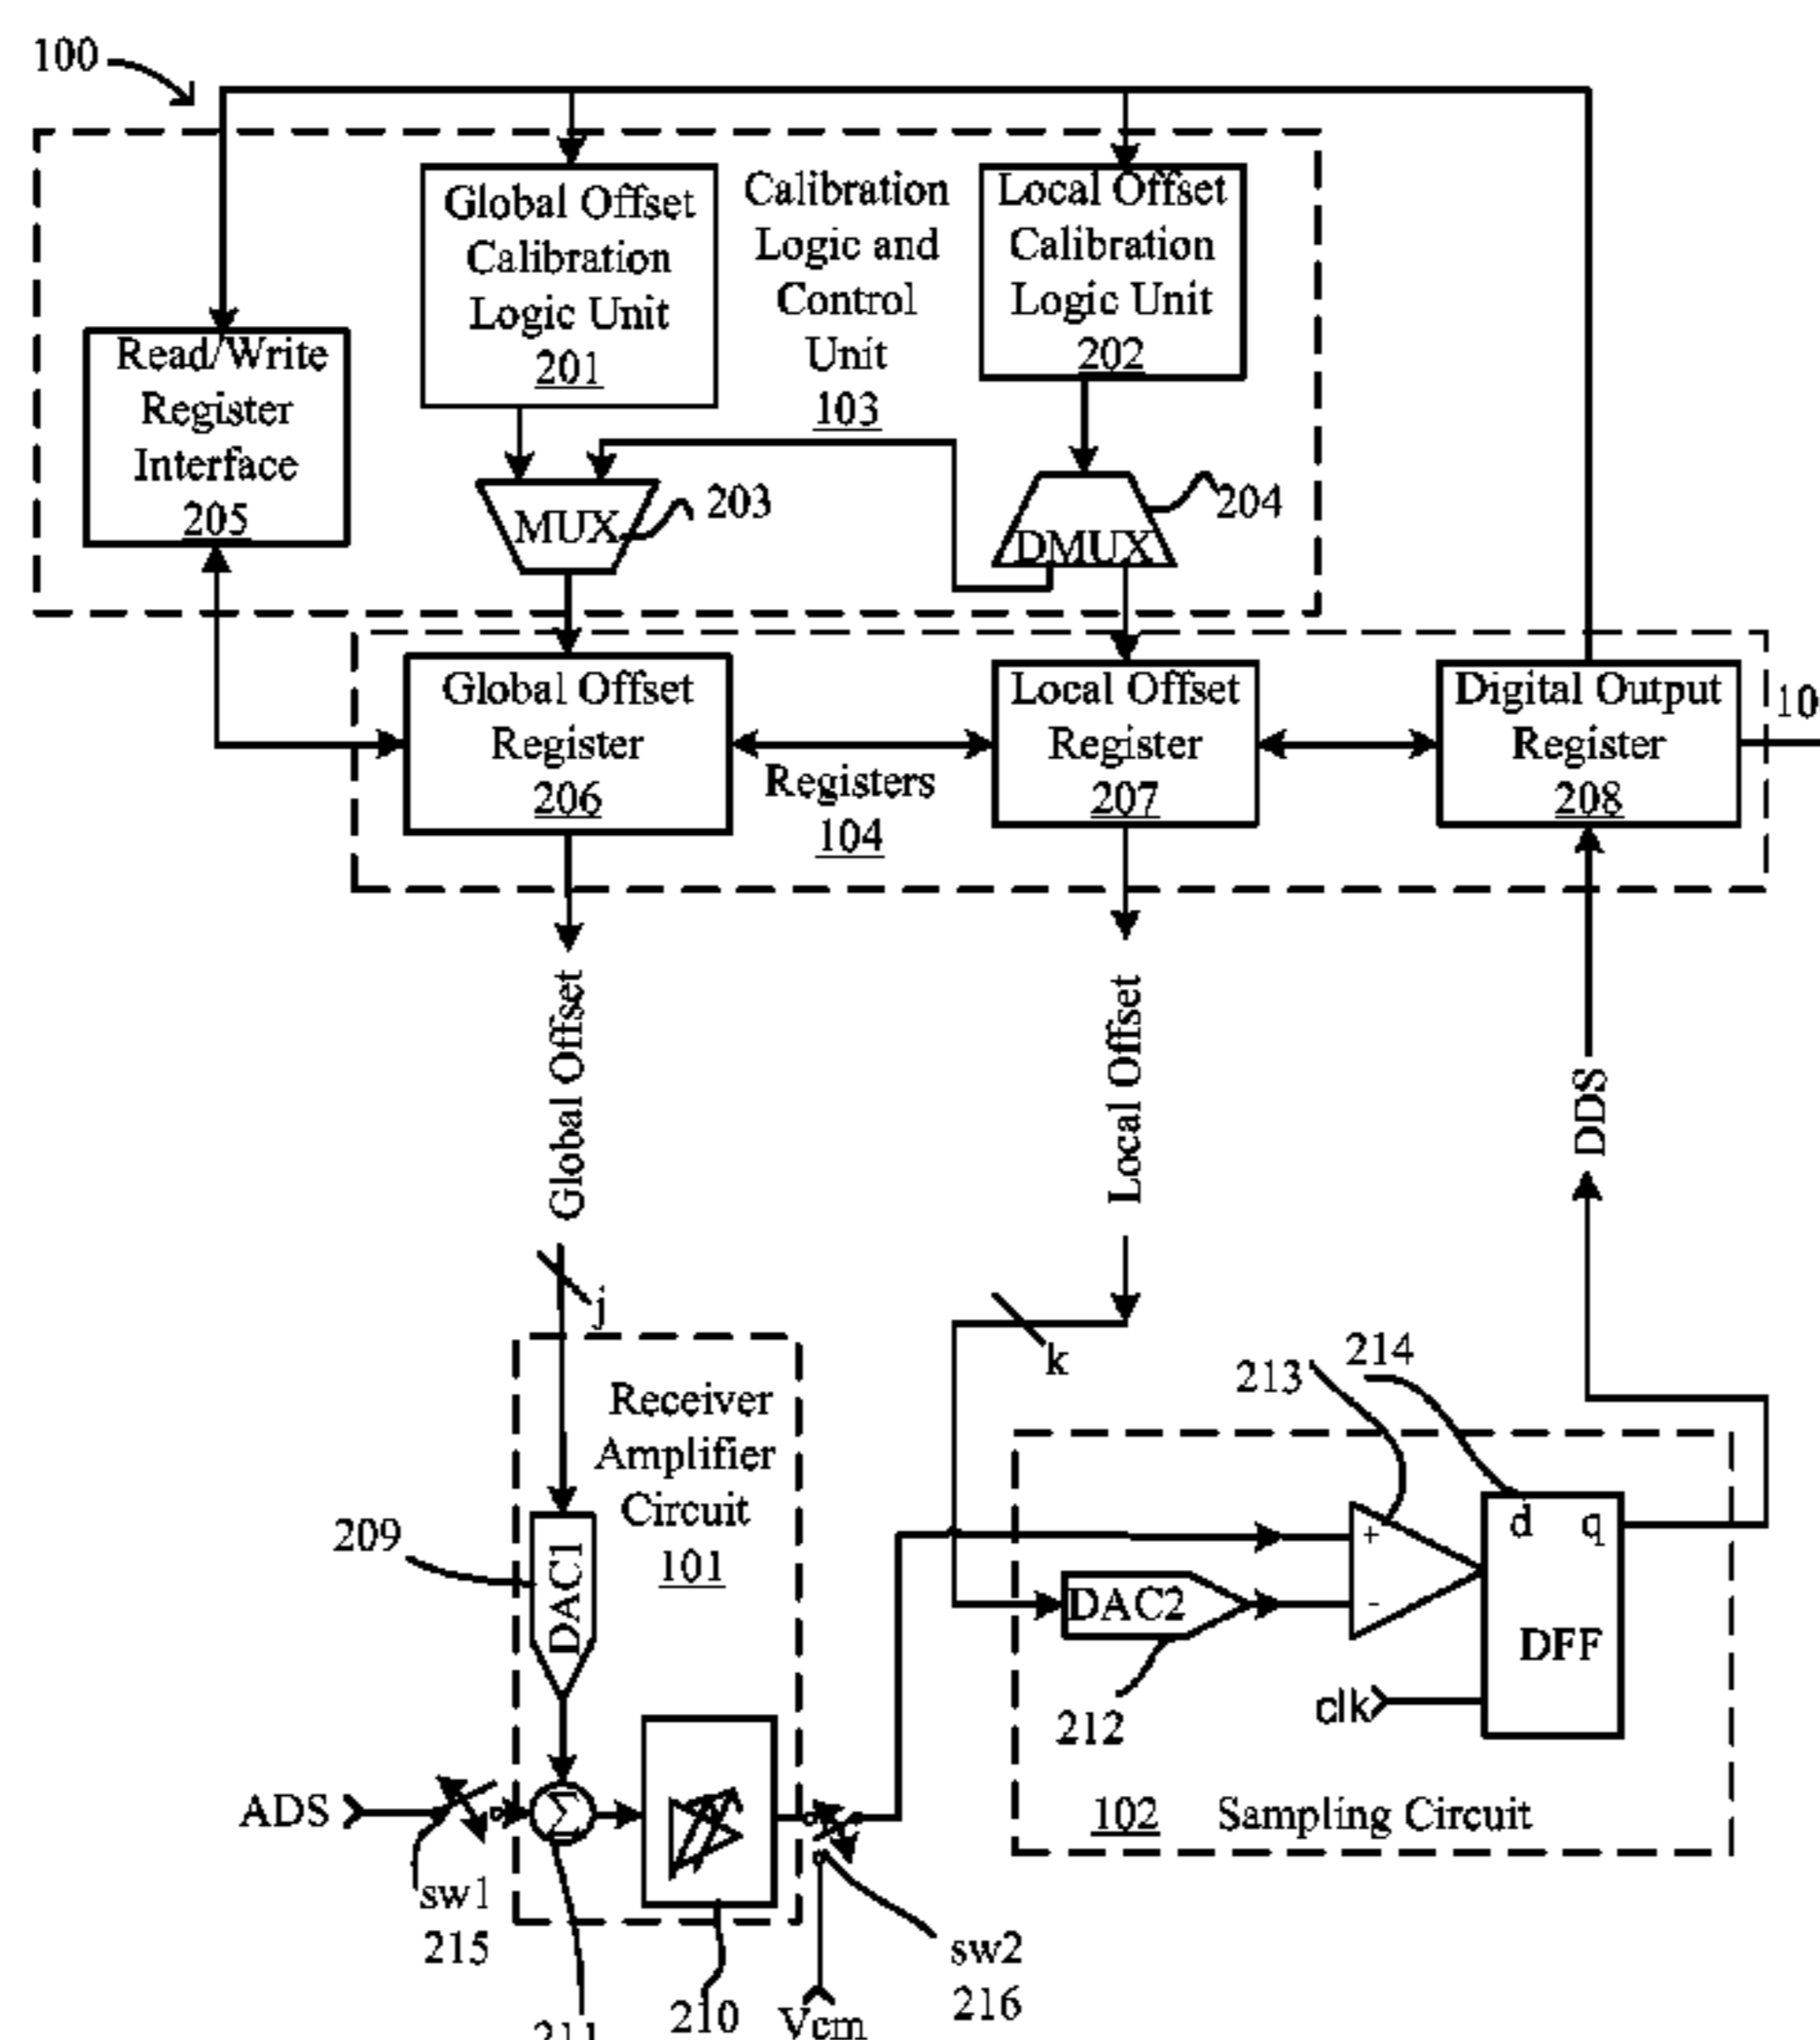 100
Global Offset
Calibration
Logic Unit
201
Calibration
Logic and
Control
Unit
103
Local Offset
Calibration
Logic Unit
202
Read/Write
Register
Interface
205
MUX
203
DMUX
204
Global Offset
Register
206
Registers
104
Local Offset
Register
207
Digital Output
Register
208
10
Global Offset
Local Offset
DDS
j
k
Receiver
Amplifier
Circuit
101
209
DAC1
213
214
+
-
d
q
DFF
DAC2
212
clk
102
Sampling Circuit
ADS
Σ
sw1
215
211
210
Vcm
sw2
216